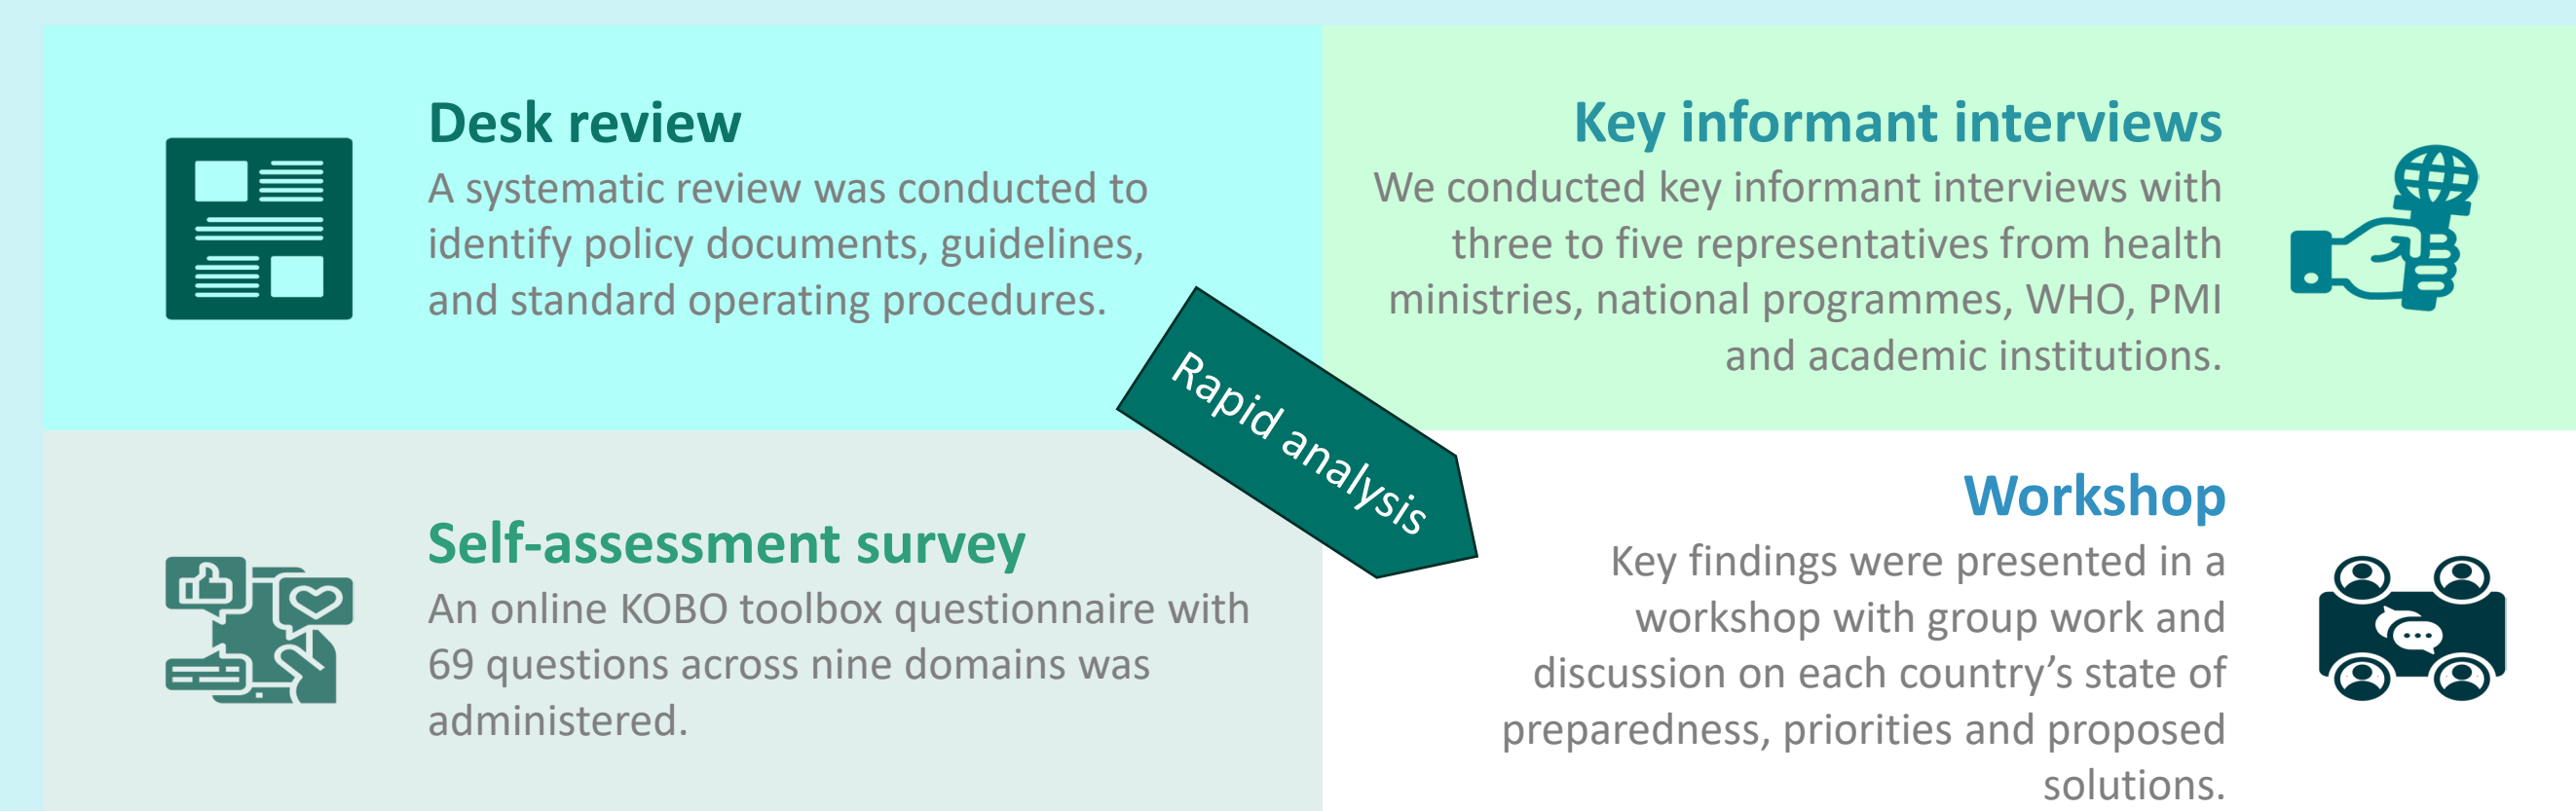 Desk review
A systematic review was conducted to
identify policy documents, guidelines,
and standard operating procedures.
Key informant interviews
We conducted key informant interviews with
three to five representatives from health
ministries, national programmes, WHO, PMI
and academic institutions.
Rapid analysis
Self-assessment survey
An online KOBO toolbox questionnaire with
69 questions across nine domains was
administered.
Workshop
Key findings were presented in a
workshop with group work and
discussion on each country’s state of
preparedness, priorities and proposed
solutions.